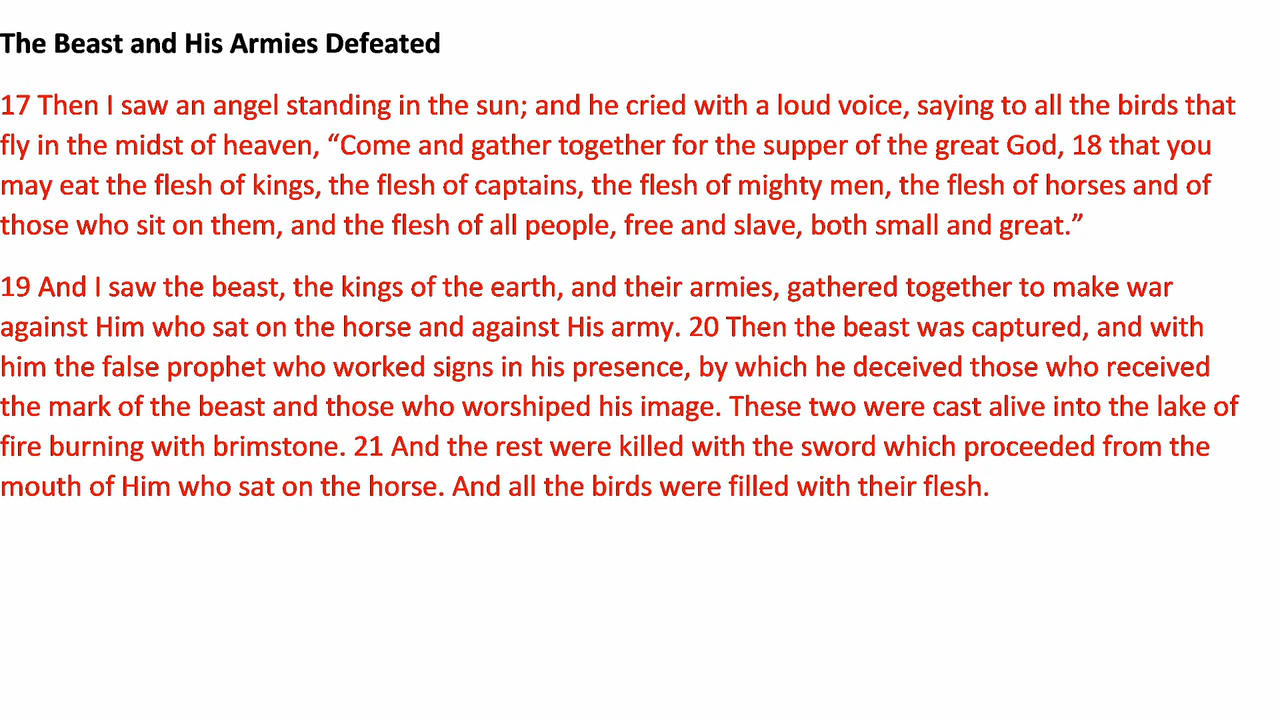 The Beast and His Armies Defeated
17 Then I saw an angel standing in the sun; and he cried with a loud voice, saying to all the birds that
fly in the midst of heaven, “Come and gather together for the supper of the great God, 18 that you
may eat the flesh of kings, the flesh of captains, the flesh of mighty men, the flesh of horses and of
those who sit on them, and the flesh of all people, free and slave, both small and great.”
19 And I saw the beast, the kings of the earth, and their armies, gathered together to make war
against Him who sat on the horse and against His army. 20 Then the beast was captured, and with
him the false prophet who worked signs in his presence, by which he deceived those who received
the mark of the beast and those who worshiped his image. These two were cast alive into the lake of
fire burning with brimstone. 21 And the rest were killed with the sword which proceeded from the
mouth of Him who sat on the horse. And all the birds were filled with their flesh.